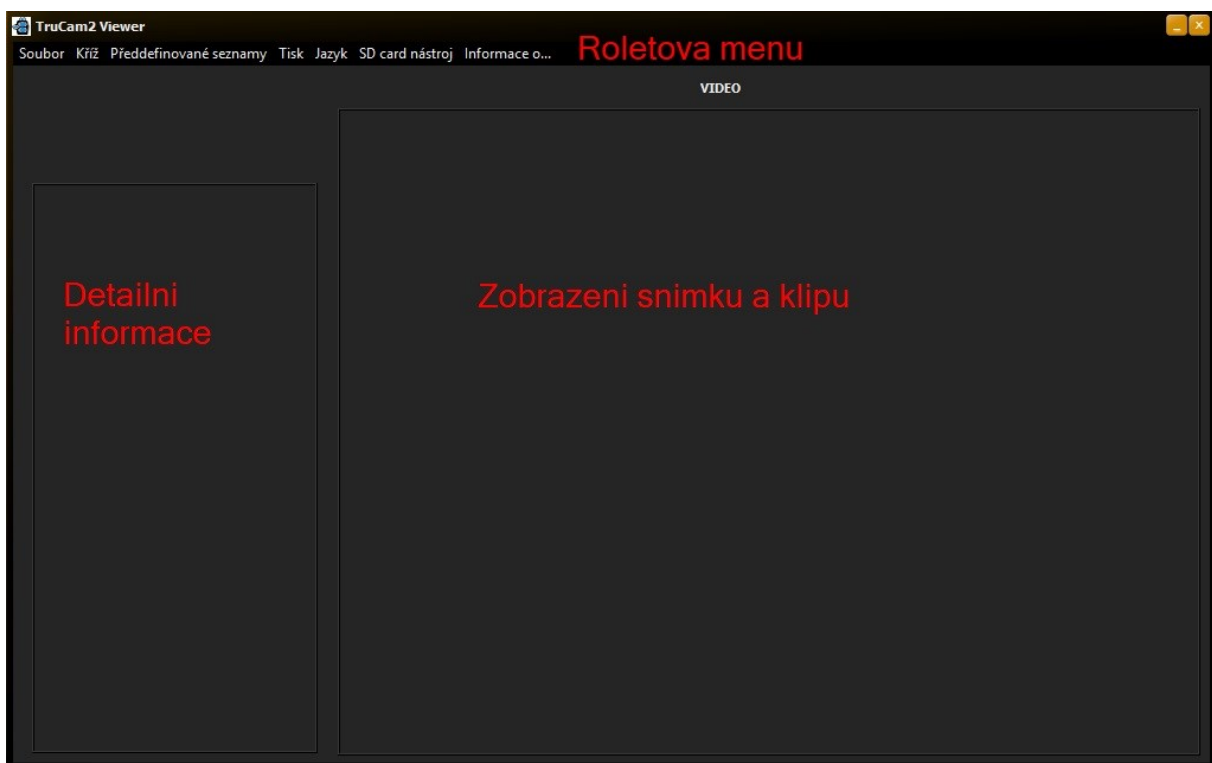 TruCam2 Viewer
Soubor Kříž Předdefinované seznamy Tisk Jazyk SD card nástroj Informace o... Roletova menu
VIDEO
Detailni
informace
Zobrazeni snimku a klipu